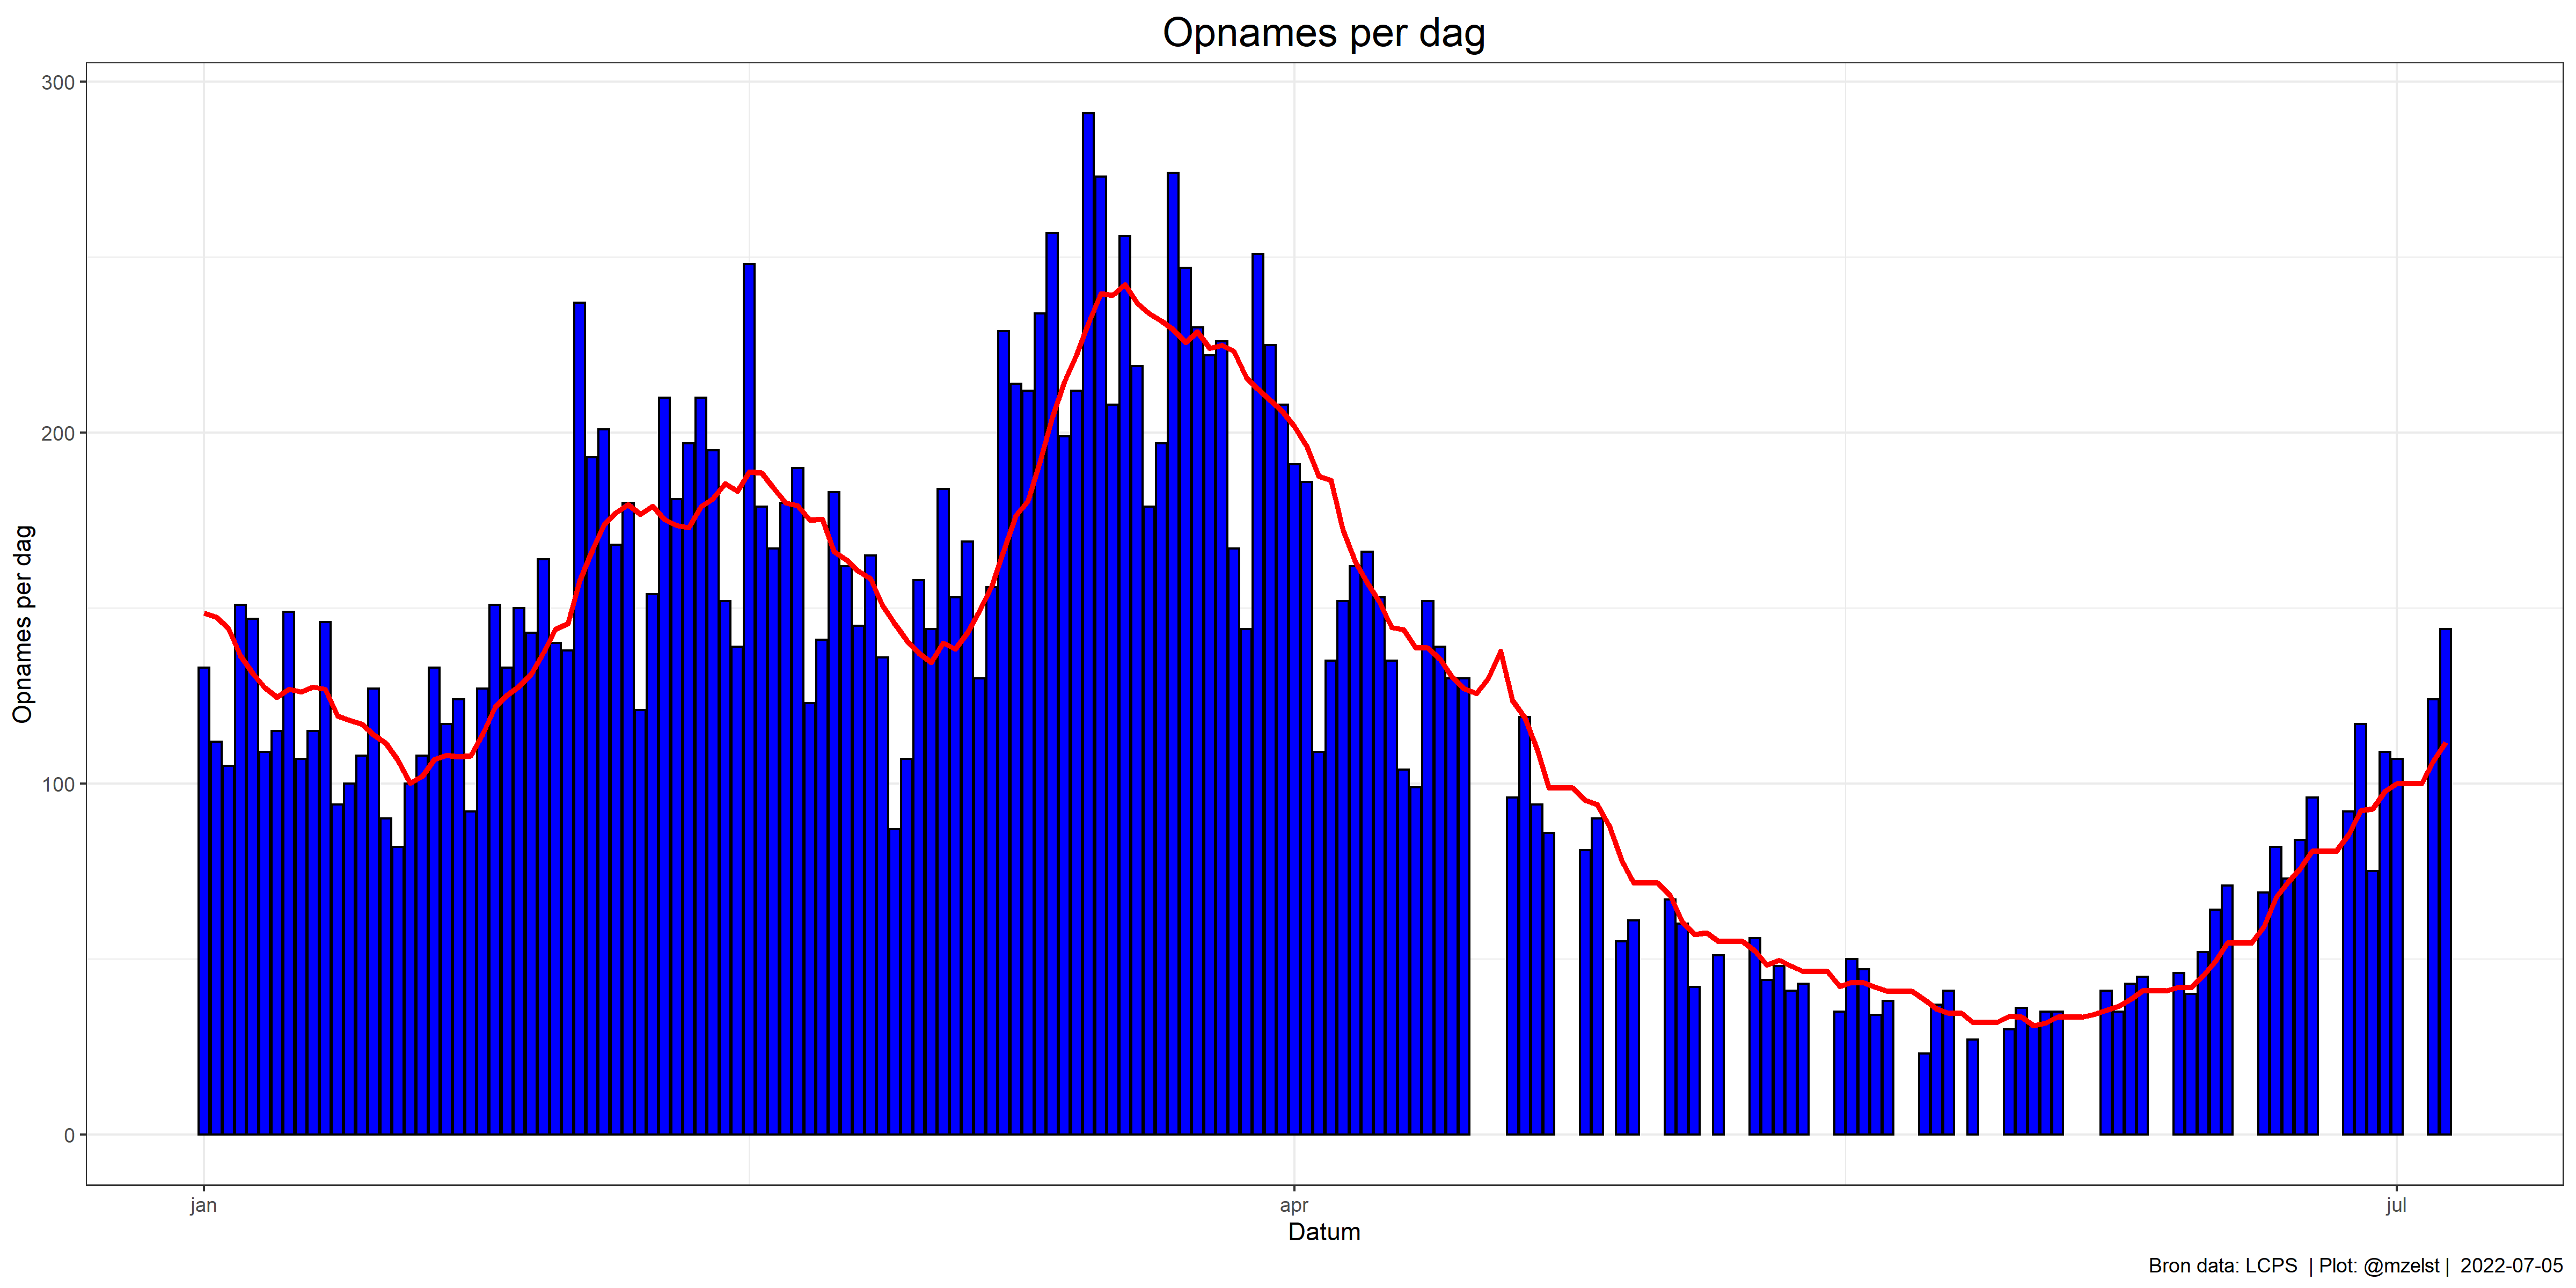 Opnames per dag
300
200
100
0
Opnames per dag
jan
apr
jul
Datum
Bron data: LCPS | Plot: @mzelst | 2022-07-05